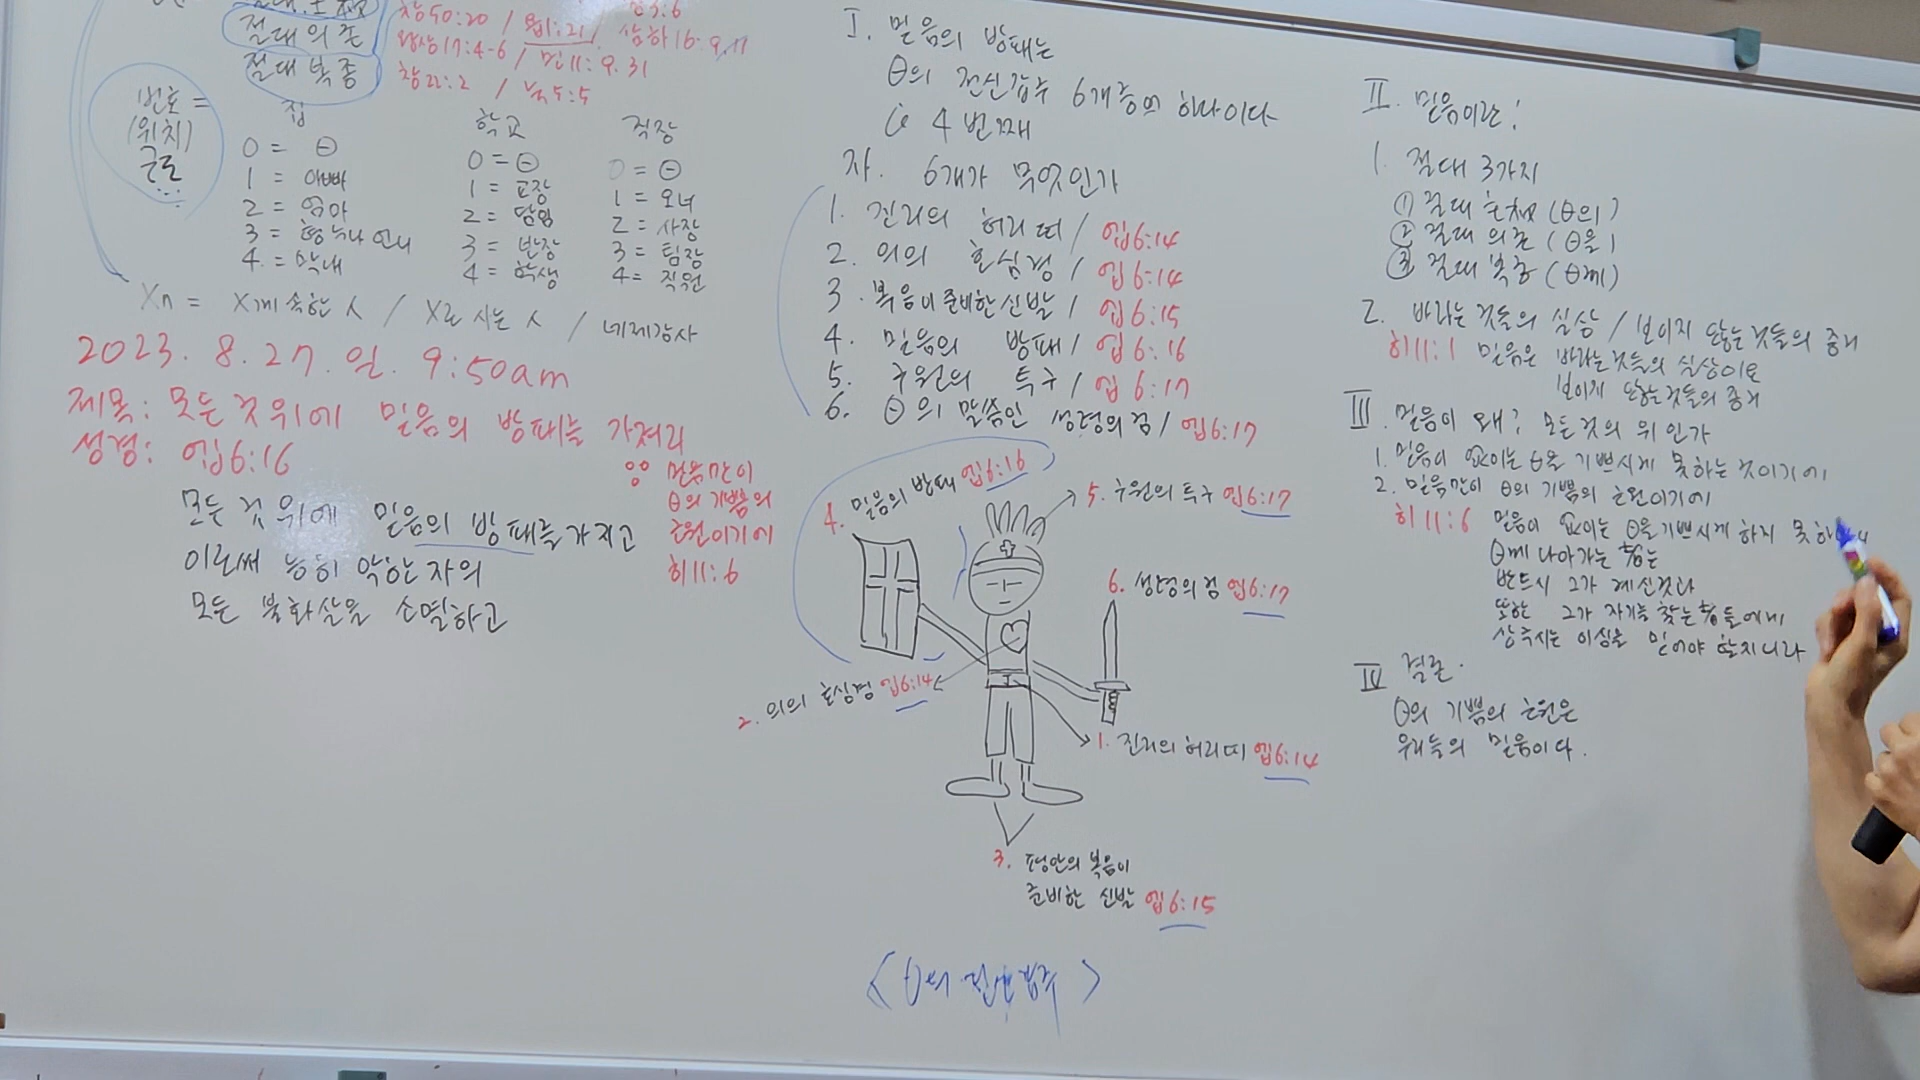 절대 의존
절대 복종
창50:20 / 욥1:21 / 삼하16:9,11
왕상17:4-6 / 민11:9.31
창22:2 / 눅5:5
번호 =
(위치)
구도
집
0 = Θ
1 = 아빠
2 = 엄마
3 = 형 누나 언니
4 = 막내
학교
0 = Θ
1 = 교장
2 = 담임
3 = 반장
4 = 학생
직장
0 = Θ
1 = 오너
2 = 사장
3 = 팀장
4 = 직원
Xn = X께 속한 人 / X로 사는 人 / 네 제 감사
2023. 8. 27. 일. 9:50am
제목: 모든 것 위에 믿음의 방패를 가져라
성경: 엡6:16
모든 것 위에 믿음의 방패를 가지고
이로써 능히 악한 자의
모든 불화살을 소멸하고
∵ 믿음만이
Θ의 기쁨의
근원이기에
히11:6
I. 믿음의 방패는
Θ의 전신갑주 6개중의 하나이다
4번째
자. 6개가 무엇인가
1. 진리의 허리띠 / 엡6:14
2. 의의 호심경 / 엡6:14
3. 복음이 준비한 신발 / 엡6:15
4. 믿음의 방패 / 엡6:16
5. 구원의 투구 / 엡6:17
6. Θ의 말씀인 성령의 검 / 엡6:17
4. 믿음의 방패 엡6:16
5. 구원의 투구 엡6:17
6. 성령의 검 엡6:17
2. 의의 호심경 엡6:14
1. 진리의 허리띠 엡6:14
3. 평안의 복음이
준비한 신발 엡6:15
< Θ의 전신갑주 >
II. 믿음이란?
1. 절대 3가지
① 절대 주권 (Θ의)
② 절대 의존 (Θ을)
③ 절대 복종 (Θ께)
2. 바라는 것들의 실상 / 보이지 않는 것들의 증거
히11:1 믿음은 바라는 것들의 실상이요
보이지 않는 것들의 증거
III. 믿음이 왜? 모든 것의 위인가
1. 믿음이 없이는 Θ을 기쁘시게 못하는 것이기에
2. 믿음만이 Θ의 기쁨의 근원이기에
히11:6 믿음이 없이는 Θ을 기쁘시게 하지 못하
Θ께 나아가는 者는
반드시 그가 계신것과
또한 그가 자기를 찾는 者들에게
상주시는 이심을 믿어야 할지니라
IV 결론.
Θ의 기쁨의 근원은
우리들의 믿음이다.